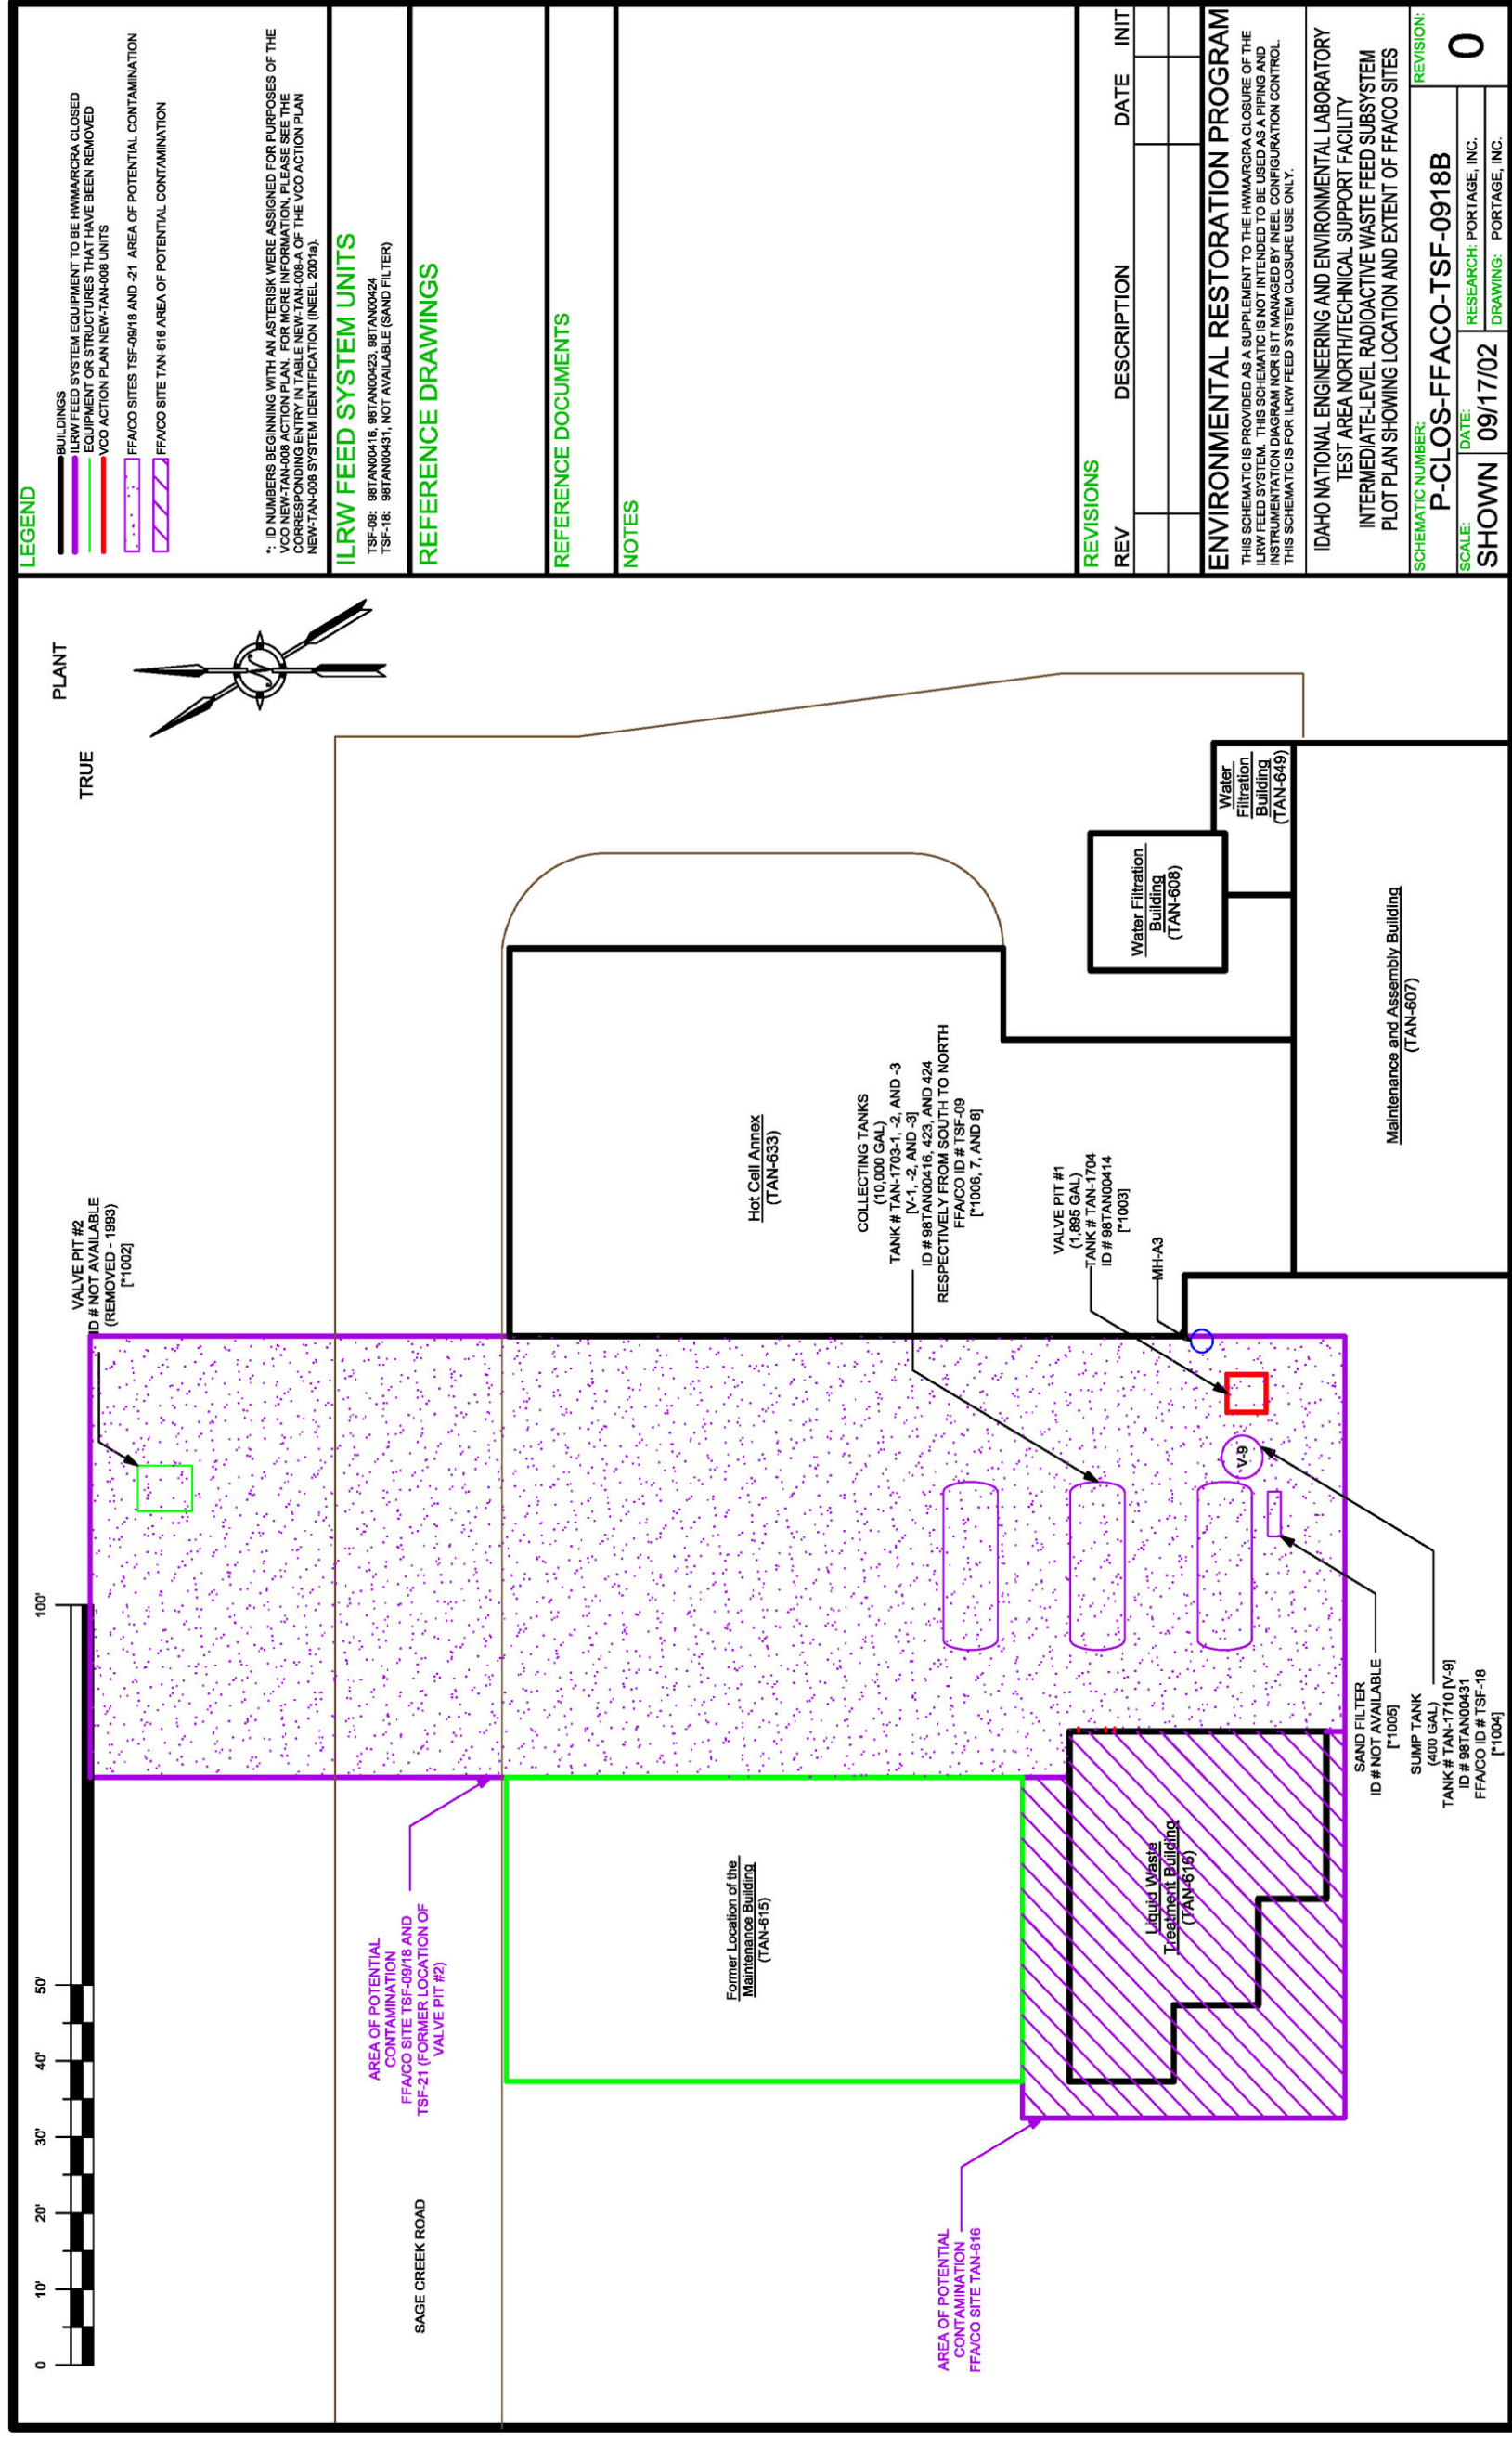 0
10'
20'
30'
40'
50'
100'
TRUE
PLANT
VALVE PIT #2
ID # NOT AVAILABLE
(REMOVED - 1993)
[*1002]
AREA OF POTENTIAL
CONTAMINATION
FFA/CO SITE TSF-09/18 AND
TSF-21 (FORMER LOCATION OF
VALVE PIT #2)
SAGE CREEK ROAD
Former Location of the
Maintenance Building
(TAN-615)
Hot Cell Annex
(TAN-633)
COLLECTING TANKS
(10,000 GAL)
TANK # TAN-1703-1, -2, AND -3
[V-1, -2, AND -3]
ID # 98TAN00416, 423, AND 424
RESPECTIVELY FROM SOUTH TO NORTH
FFA/CO ID # TSF-09
[*1006, 7, AND 8]
AREA OF POTENTIAL
CONTAMINATION
FFA/CO SITE TAN-616
VALVE PIT #1
(1,895 GAL)
TANK # TAN-1704
ID # 98TAN00414
[*1003]
MH-A3
Water Filtration
Building
(TAN-608)
Water
Filtration
Building
(TAN-649)
Liquid Waste
Treatment Building
(TAN-616)
V-9
Maintenance and Assembly Building
(TAN-607)
SAND FILTER
ID # NOT AVAILABLE
[*1005]
SUMP TANK
(400 GAL)
TANK # TAN-1710 [V-9]
ID # 98TAN00431
FFA/CO ID # TSF-18
[*1004]
LEGEND
BUILDINGS
ILRW FEED SYSTEM EQUIPMENT TO BE HWMA/RCRA CLOSED
EQUIPMENT OR STRUCTURES THAT HAVE BEEN REMOVED
VCO ACTION PLAN NEW-TAN-008 UNITS
FFA/CO SITES TSF-09/18 AND -21 AREA OF POTENTIAL CONTAMINATION
FFA/CO SITE TAN-616 AREA OF POTENTIAL CONTAMINATION
*: ID NUMBERS BEGINNING WITH AN ASTERISK WERE ASSIGNED FOR PURPOSES OF THE
VCO NEW-TAN-008 ACTION PLAN. FOR MORE INFORMATION, PLEASE SEE THE
CORRESPONDING ENTRY IN TABLE NEW-TAN-008-A OF THE VCO ACTION PLAN
NEW-TAN-008 SYSTEM IDENTIFICATION (INEEL 2001a).
ILRW FEED SYSTEM UNITS
TSF-09: 98TAN00416, 98TAN00423, 98TAN00424
TSF-18: 98TAN00431, NOT AVAILABLE (SAND FILTER)
REFERENCE DRAWINGS
REFERENCE DOCUMENTS
NOTES
REVISIONS
REV DESCRIPTION DATE INIT
ENVIRONMENTAL RESTORATION PROGRAM
THIS SCHEMATIC IS PROVIDED AS A SUPPLEMENT TO THE HWMA/RCRA CLOSURE OF THE
ILRW FEED SYSTEM. THIS SCHEMATIC IS NOT INTENDED TO BE USED AS A PIPING AND
INSTRUMENTATION DIAGRAM NOR IS IT MANAGED BY INEEL CONFIGURATION CONTROL.
THIS SCHEMATIC IS FOR ILRW FEED SYSTEM CLOSURE USE ONLY.
IDAHO NATIONAL ENGINEERING AND ENVIRONMENTAL LABORATORY
TEST AREA NORTH/TECHNICAL SUPPORT FACILITY
INTERMEDIATE-LEVEL RADIOACTIVE WASTE FEED SUBSYSTEM
PLOT PLAN SHOWING LOCATION AND EXTENT OF FFA/CO SITES
SCHEMATIC NUMBER:
P-CLOS-FFACO-TSF-0918B
REVISION:
0
SCALE:
SHOWN
DATE:
09/17/02
RESEARCH: PORTAGE, INC.
DRAWING: PORTAGE, INC.